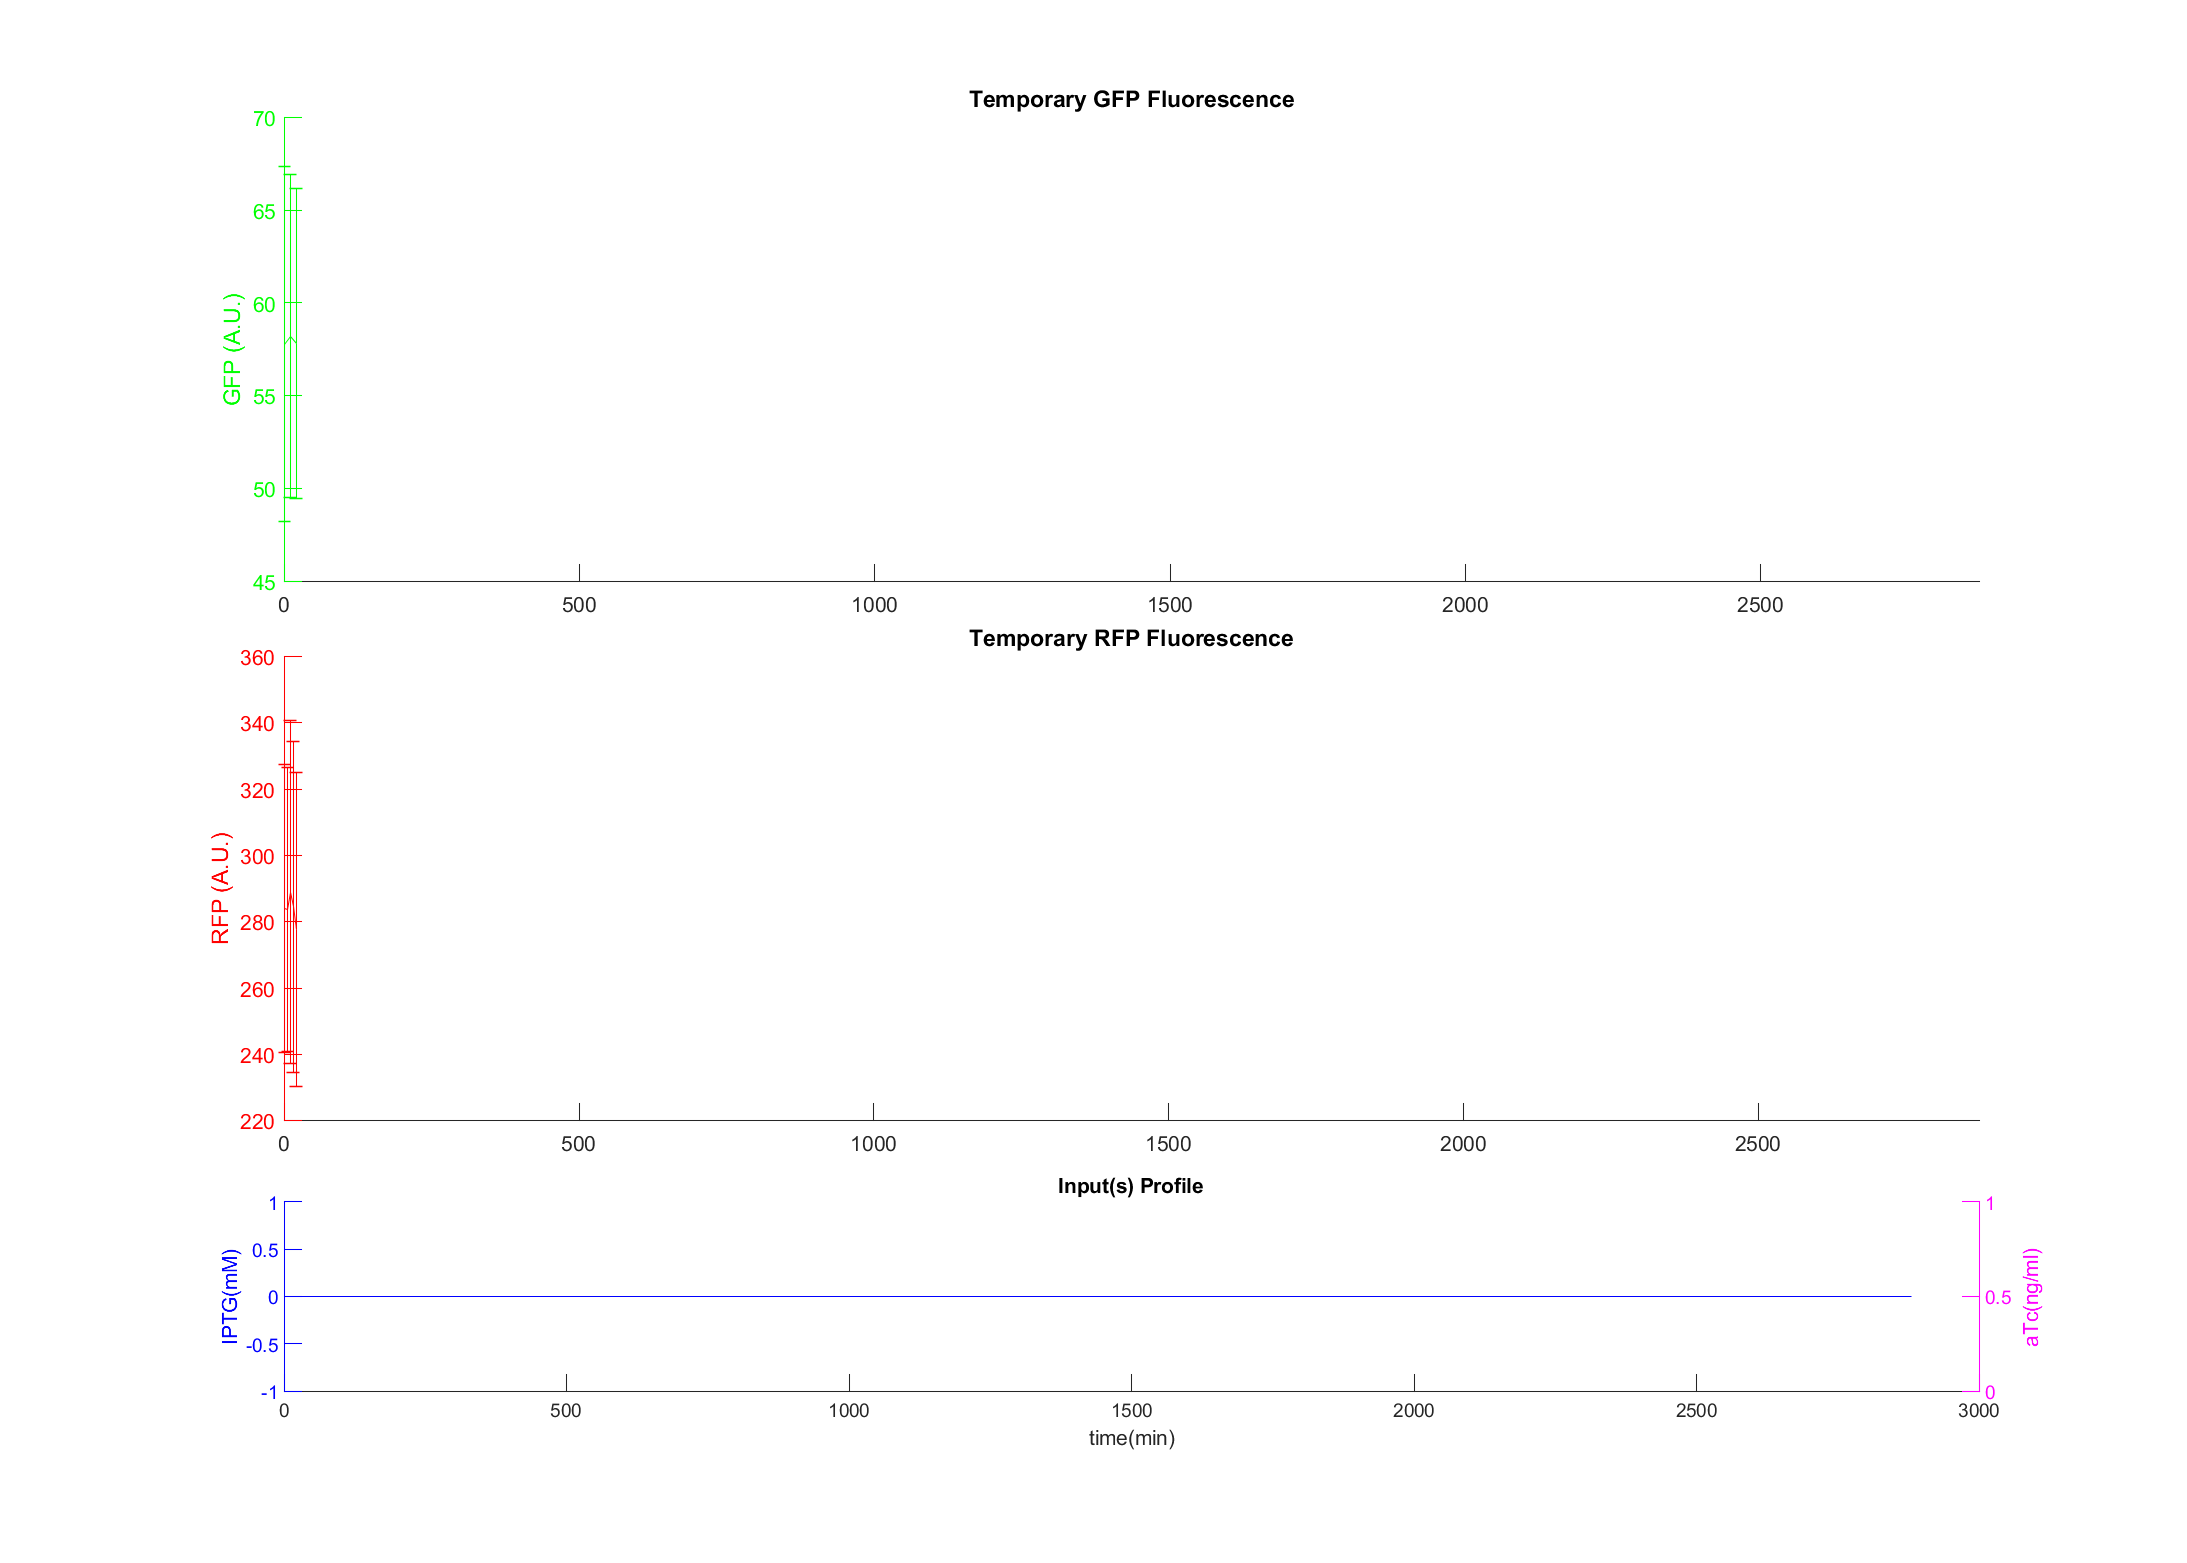 Temporary GFP Fluorescence
70
65
60
55
50
45
GFP (A.U.)
0 500 1000 1500 2000 2500
Temporary RFP Fluorescence
360
340
320
300
280
260
240
220
RFP (A.U.)
0 500 1000 1500 2000 2500
Input(s) Profile
1
0.5
0
-0.5
-1
IPTG(mM)
1
0.5
0
aTc(ng/ml)
0 500 1000 1500 2000 2500 3000
time(min)